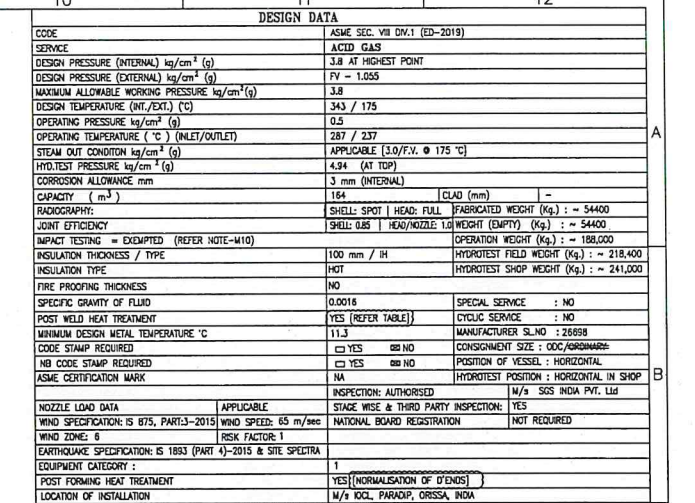 10 11 12
DESIGN DATA
CODE ASME SEC. VIII DIV.1 (ED-2019)
SERVICE ACID GAS
DESIGN PRESSURE (INTERNAL) kg/cm² (g) 3.8 AT HIGHEST POINT
DESIGN PRESSURE (EXTERNAL) kg/cm² (g) FV - 1.055
MAXIMUM ALLOWABLE WORKING PRESSURE kg/cm²(g) 3.8
DESIGN TEMPERATURE (INT./EXT.) (°C) 343 / 175
OPERATING PRESSURE kg/cm² (g) 0.5
OPERATING TEMPERATURE ( °C ) (INLET/OUTLET) 287 / 237
A
STEAM OUT CONDITON kg/cm² (g) APPLICABLE [3.0/F.V. @ 175 °C]
HYD.TEST PRESSURE kg/cm² (g) 4.94 (AT TOP)
CORROSION ALLOWANCE mm 3 mm (INTERNAL)
CAPACITY ( m³ ) 164 CLAD (mm) -
RADIOGRAPHY: SHELL: SPOT | HEAD: FULL FABRICATED WEIGHT (Kg.) : ~ 54400
JOINT EFFICIENCY SHELL: 0.85 | HEAD/NOZZLE: 1.0 WEIGHT (EMPTY) (Kg.) : ~ 54400
IMPACT TESTING = EXEMPTED (REFER NOTE-M10) OPERATION WEIGHT (Kg.) : ~ 188,000
INSULATION THICKNESS / TYPE 100 mm / IH HYDROTEST FIELD WEIGHT (Kg.) : ~ 218,400
INSULATION TYPE HOT HYDROTEST SHOP WEIGHT (Kg.) : ~ 241,000
FIRE PROOFING THICKNESS NO
SPECIFIC GRAVITY OF FLUID 0.0016 SPECIAL SERVICE : NO
POST WELD HEAT TREATMENT YES [REFER TABLE] CYCLIC SERVICE : NO
MINIMUM DESIGN METAL TEMPERATURE °C 11.3 MANUFACTURER SL.NO : 26698
CODE STAMP REQUIRED YES NO CONSIGNMENT SIZE : ODC/ORDINARY
NB CODE STAMP REQUIRED YES NO POSITION OF VESSEL : HORIZONTAL
B
ASME CERTIFICATION MARK NA HYDROTEST POSITION : HORIZONTAL IN SHOP
INSPECTION: AUTHORISED M/s SGS INDIA PVT. Ltd
NOZZLE LOAD DATA APPLICABLE STAGE WISE & THIRD PARTY INSPECTION: YES
WIND SPECIFICATION: IS 875, PART:3-2015 WIND SPEED: 65 m/sec NATIONAL BOARD REGISTRATION NOT REQUIRED
WIND ZONE: 6 RISK FACTOR: 1
EARTHQUAKE SPECIFICATION: IS 1893 (PART 4)-2015 & SITE SPECTRA
EQUIPMENT CATEGORY : 1
POST FORMING HEAT TREATMENT YES [NORMALISATION OF D'ENDS]
LOCATION OF INSTALLATION M/s IOCL, PARADIP, ORISSA, INDIA